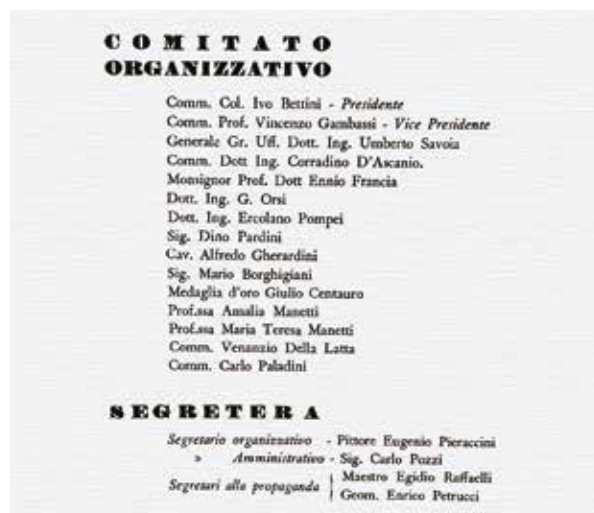 COMITATO
ORGANIZZATIVO
Comm. Col. Ivo Bettini - Presidente
Comm. Prof. Vincenzo Gambassi - Vice Presidente
Generale Gr. Uff. Dott. Ing. Umberto Savoia
Comm. Dott Ing. Corradino D'Ascanio.
Monsignor Prof. Dott Ennio Francia
Dott. Ing. G. Orsi
Dott. Ing. Ercolano Pompei
Sig. Dino Pardini
Cav. Alfredo Gherardini
Sig. Mario Borghigiani
Medaglia d'oro Giulio Centauro
Prof.ssa Amalia Manetti
Prof.ssa Maria Teresa Manetti
Comm. Venanzio Della Latta
Comm. Carlo Paladini
SEGRETERA
Segretario organizzativo - Pittore Eugenio Pieraccini
» Amministrativo - Sig. Carlo Pozzi
Segretari alla propaganda | Maestro Egidio Raffaelli
Geom. Enrico Petrucci